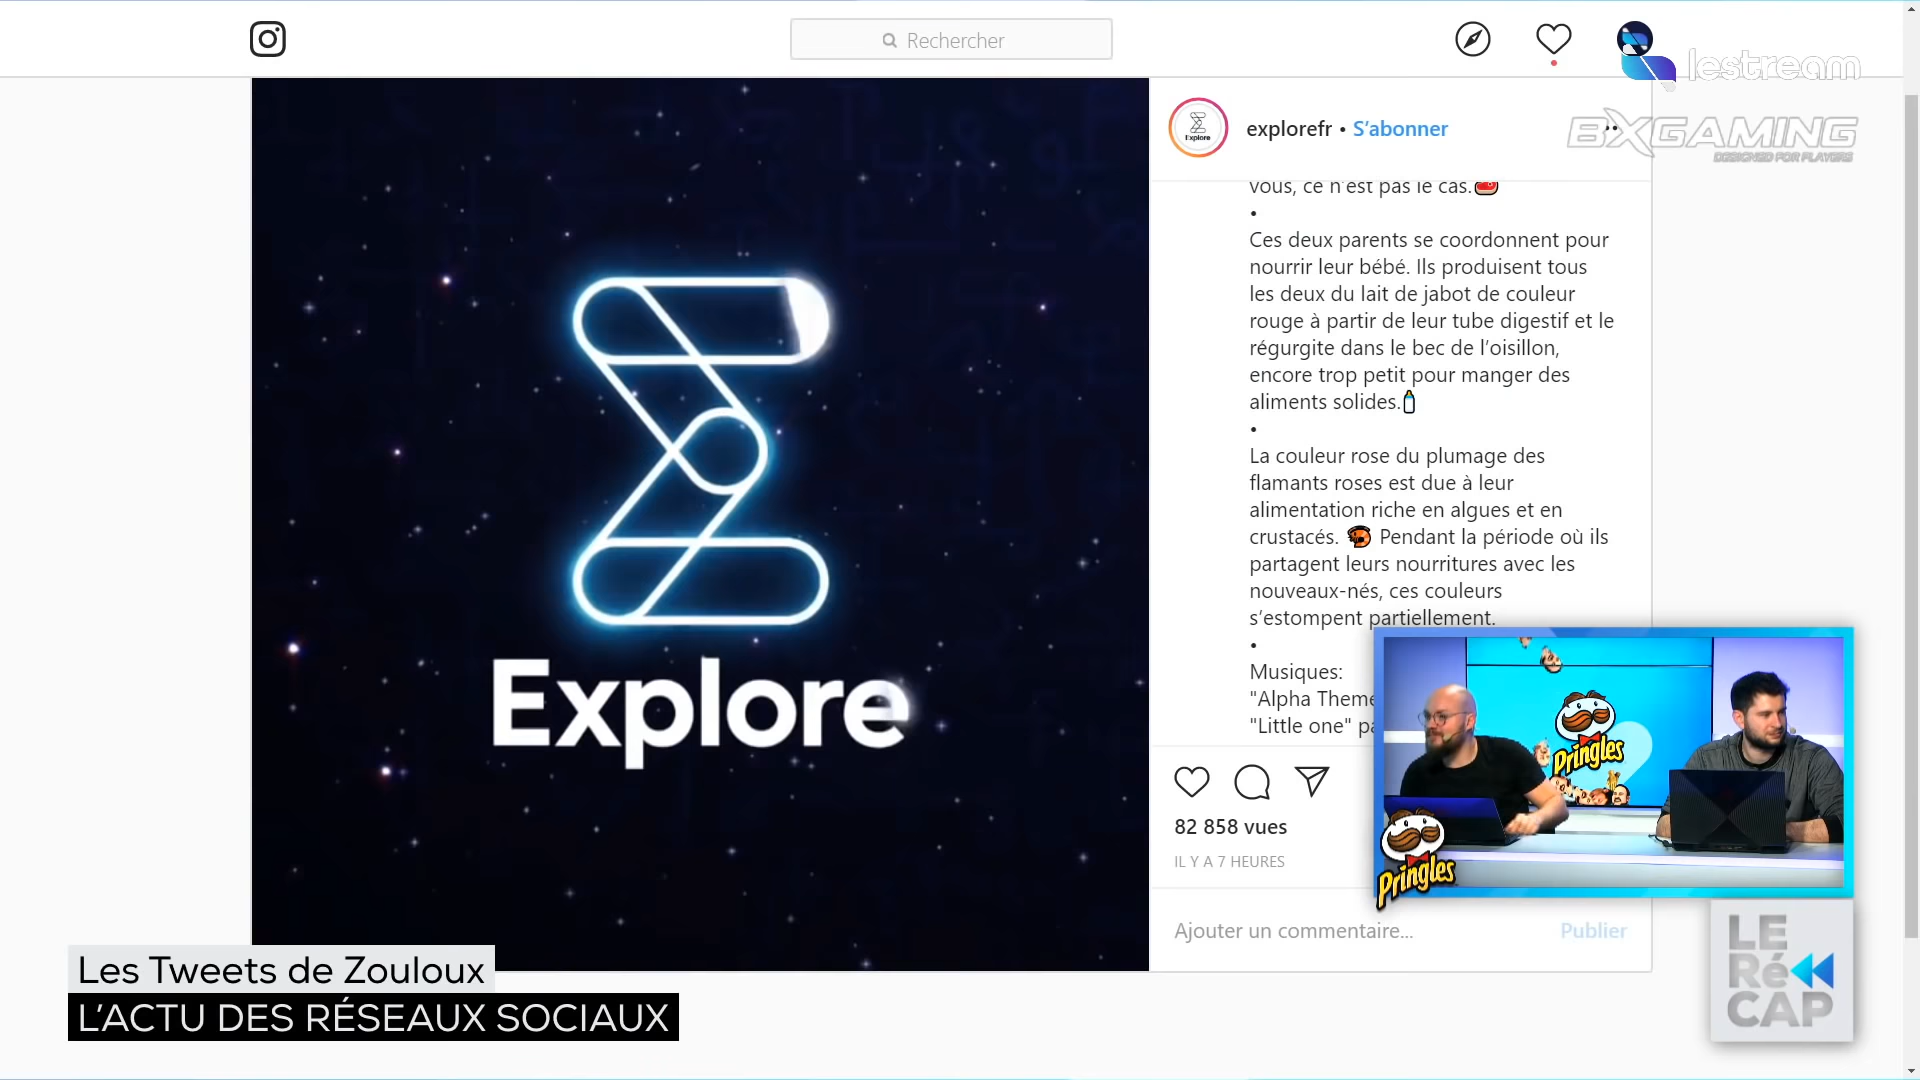 Rechercher
lestream
BXGAMING
DESIGNED FOR PLAYERS
Explore
explorefr • S'abonner
vous, ce n'est pas le cas.🥩
•
Ces deux parents se coordonnent pour
nourrir leur bébé. Ils produisent tous
les deux du lait de jabot de couleur
rouge à partir de leur tube digestif et le
régurgite dans le bec de l'oisillon,
encore trop petit pour manger des
aliments solides.🍼
•
La couleur rose du plumage des
flamants roses est due à leur
alimentation riche en algues et en
crustacés. 🦐 Pendant la période où ils
partagent leurs nourritures avec les
nouveaux-nés, ces couleurs
s'estompent partiellement.
•
Musiques:
"Alpha Theme
"Little one" pa
Explore
82 858 vues
IL Y A 7 HEURES
Ajouter un commentaire...
Publier
Pringles
Pringles
Les Tweets de Zouloux
L'ACTU DES RÉSEAUX SOCIAUX
LE
Ré
CAP